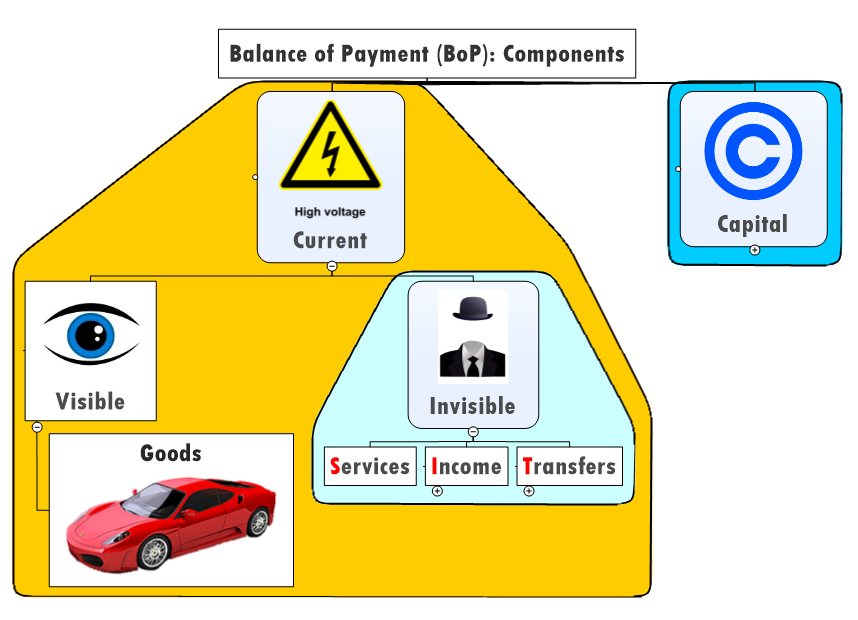 Balance of Payment (BoP): Components
High voltage
Current
Capital
Visible
Invisible
Goods
Services
Income
Transfers